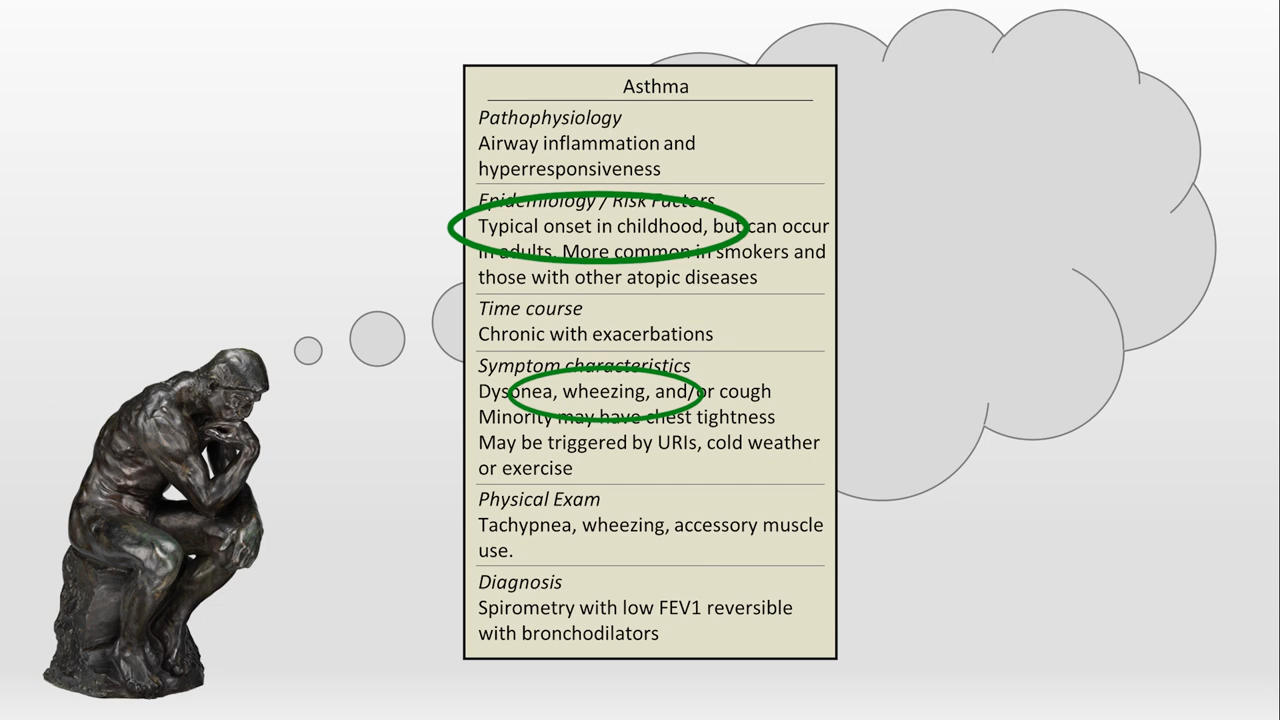 Asthma
Pathophysiology
Airway inflammation and
hyperresponsiveness
Epidemiology / Risk Factors
Typical onset in childhood, but can occur
in adults. More common in smokers and
those with other atopic diseases
Time course
Chronic with exacerbations
Symptom characteristics
Dyspnea, wheezing, and/or cough
Minority may have chest tightness
May be triggered by URIs, cold weather
or exercise
Physical Exam
Tachypnea, wheezing, accessory muscle
use.
Diagnosis
Spirometry with low FEV1 reversible
with bronchodilators